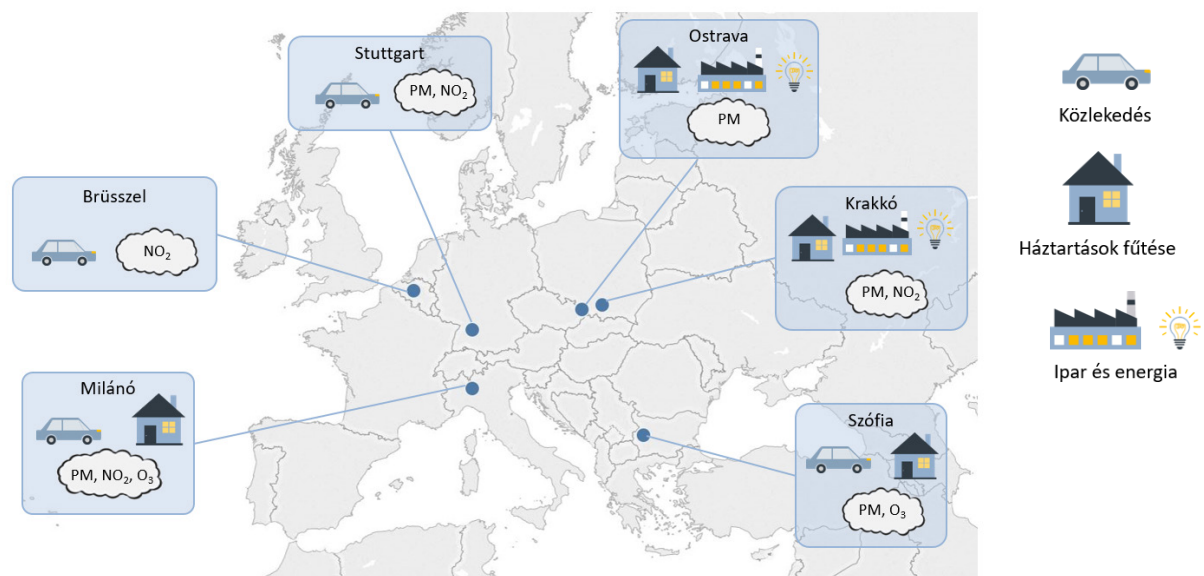 Stuttgart
PM, NO₂
Ostrava
PM
Brüsszel
NO₂
Krakkó
PM, NO₂
Milánó
PM, NO₂, O₃
Szófia
PM, O₃
Közlekedés
Háztartások fűtése
Ipar és energia